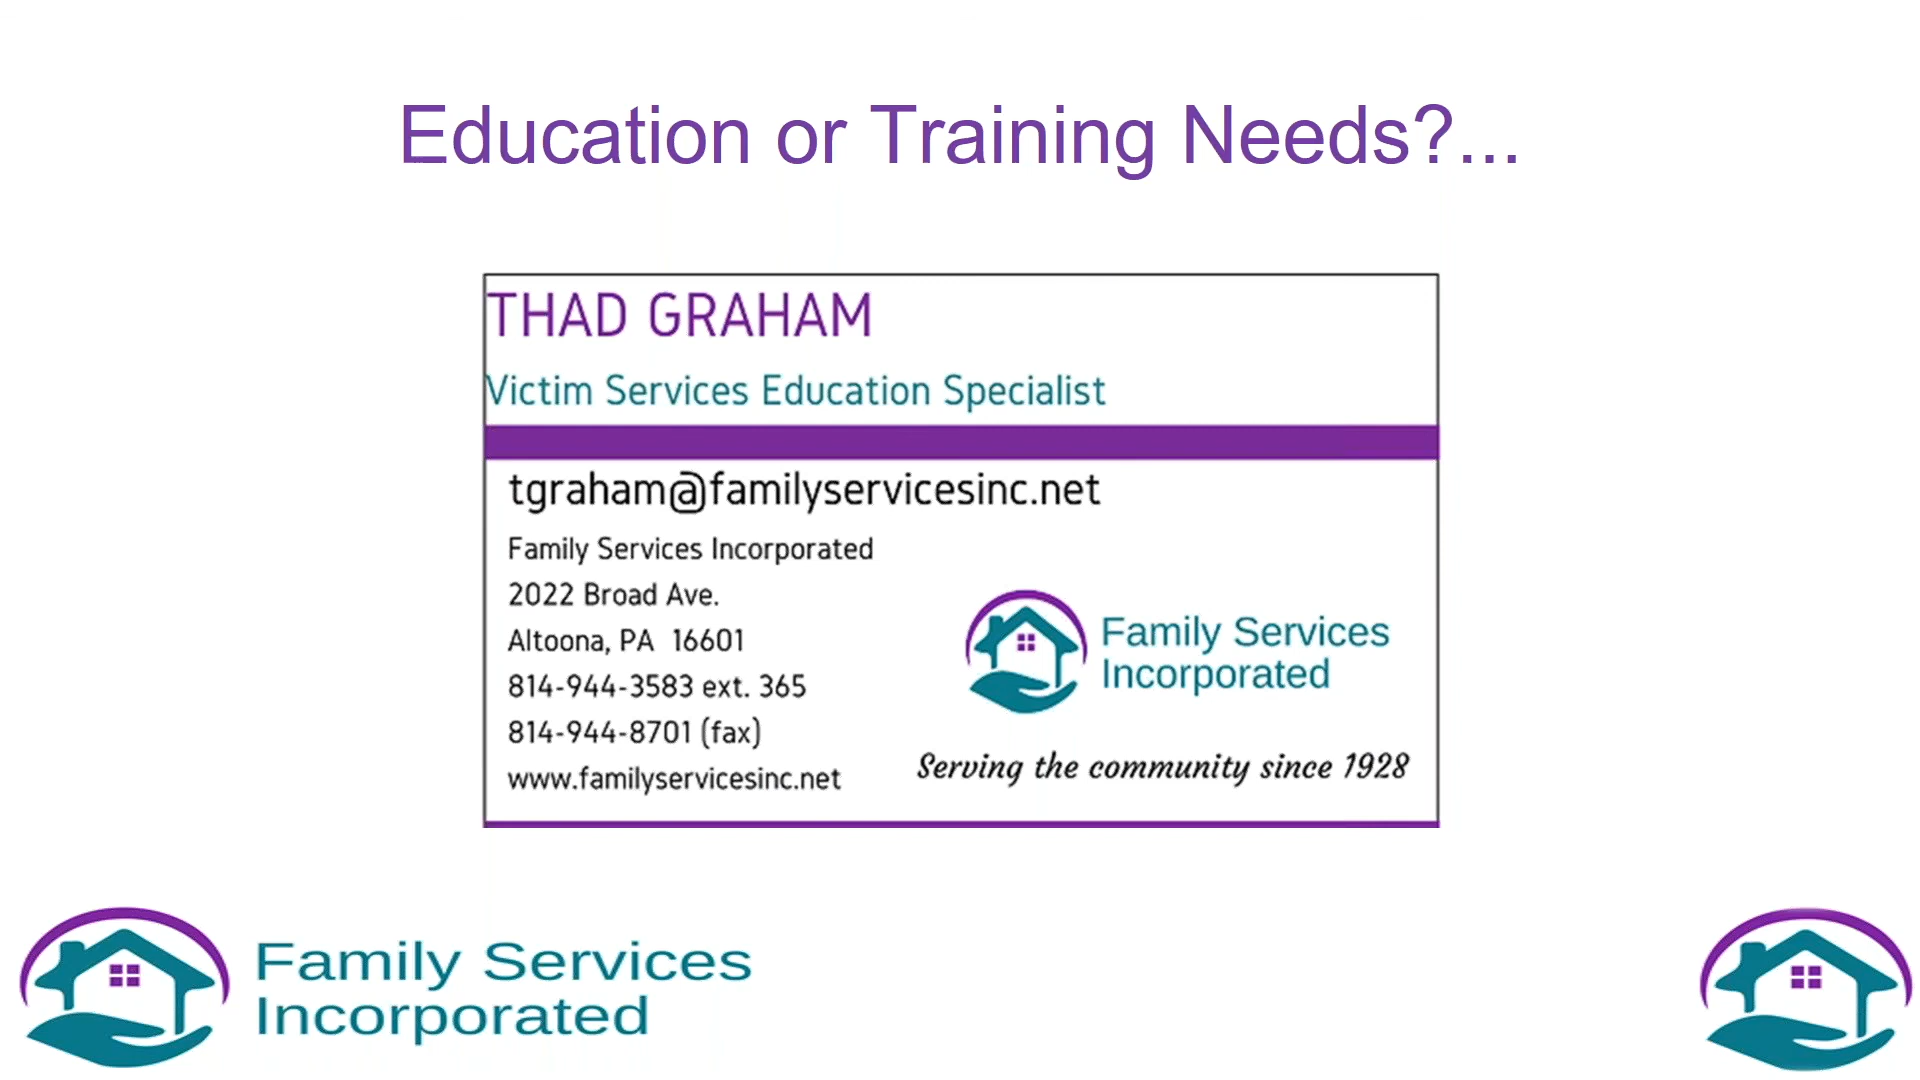 Education or Training Needs?...
THAD GRAHAM
Victim Services Education Specialist
tgraham@familyservicesinc.net
Family Services Incorporated
2022 Broad Ave.
Altoona, PA 16601
814-944-3583 ext. 365
814-944-8701 (fax)
www.familyservicesinc.net
Family Services
Incorporated
Serving the community since 1928
Family Services
Incorporated